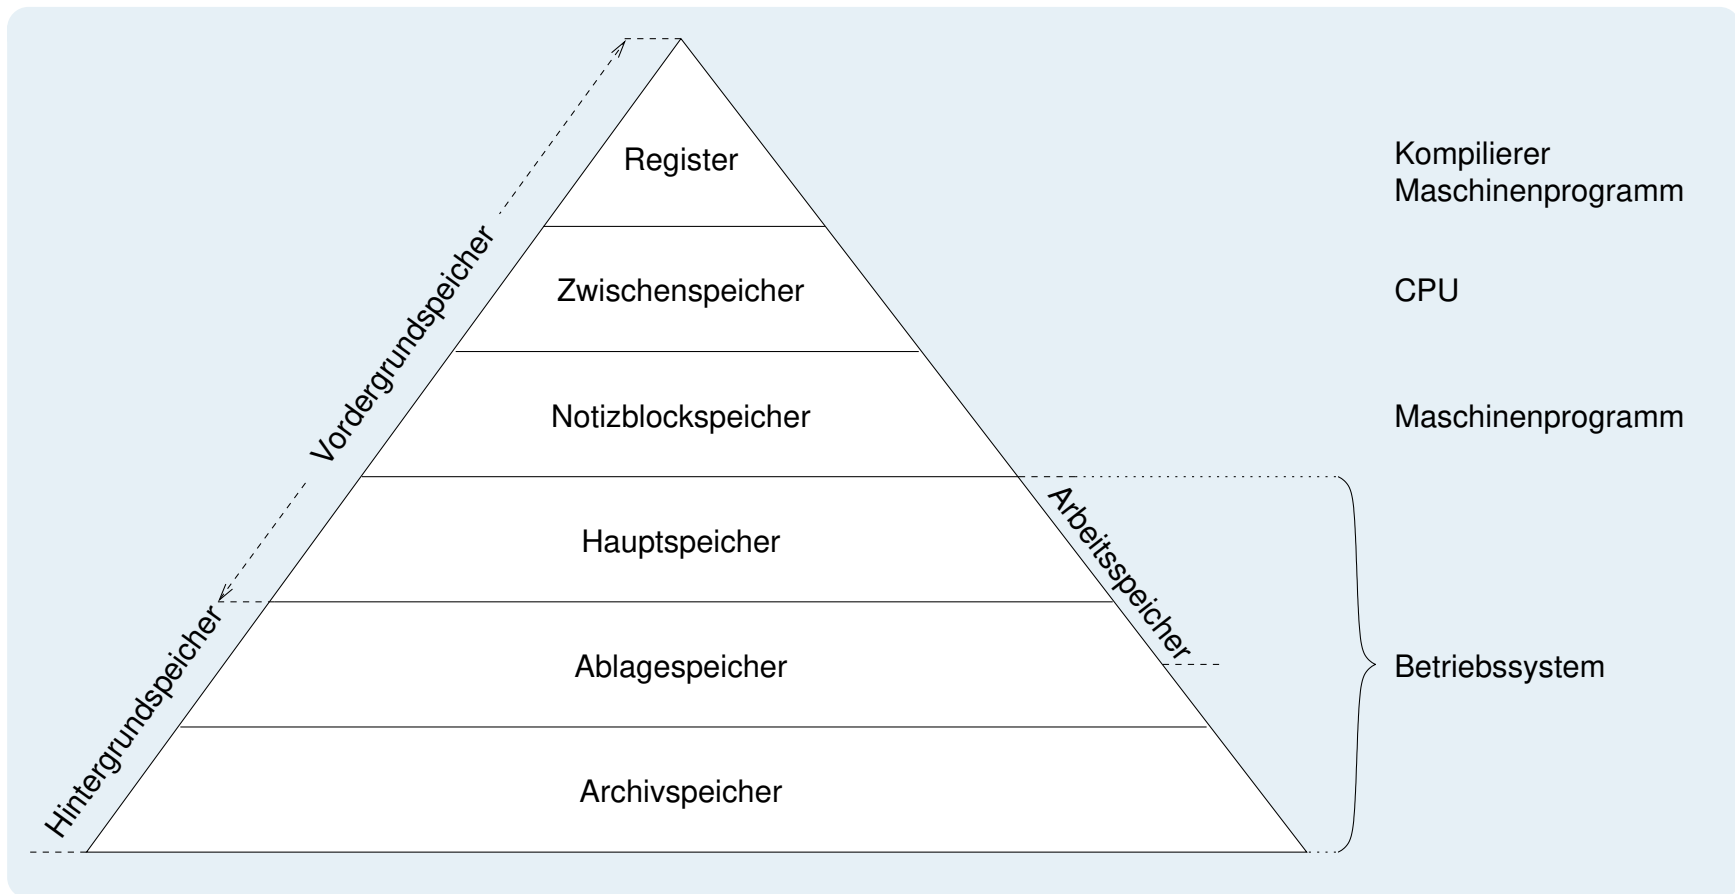 Register
Kompilierer
Maschinenprogramm
Zwischenspeicher
CPU
Vordergrundspeicher
Notizblockspeicher
Maschinenprogramm
Hauptspeicher
Arbeitsspeicher
Ablagespeicher
Betriebssystem
Hintergrundspeicher
Archivspeicher